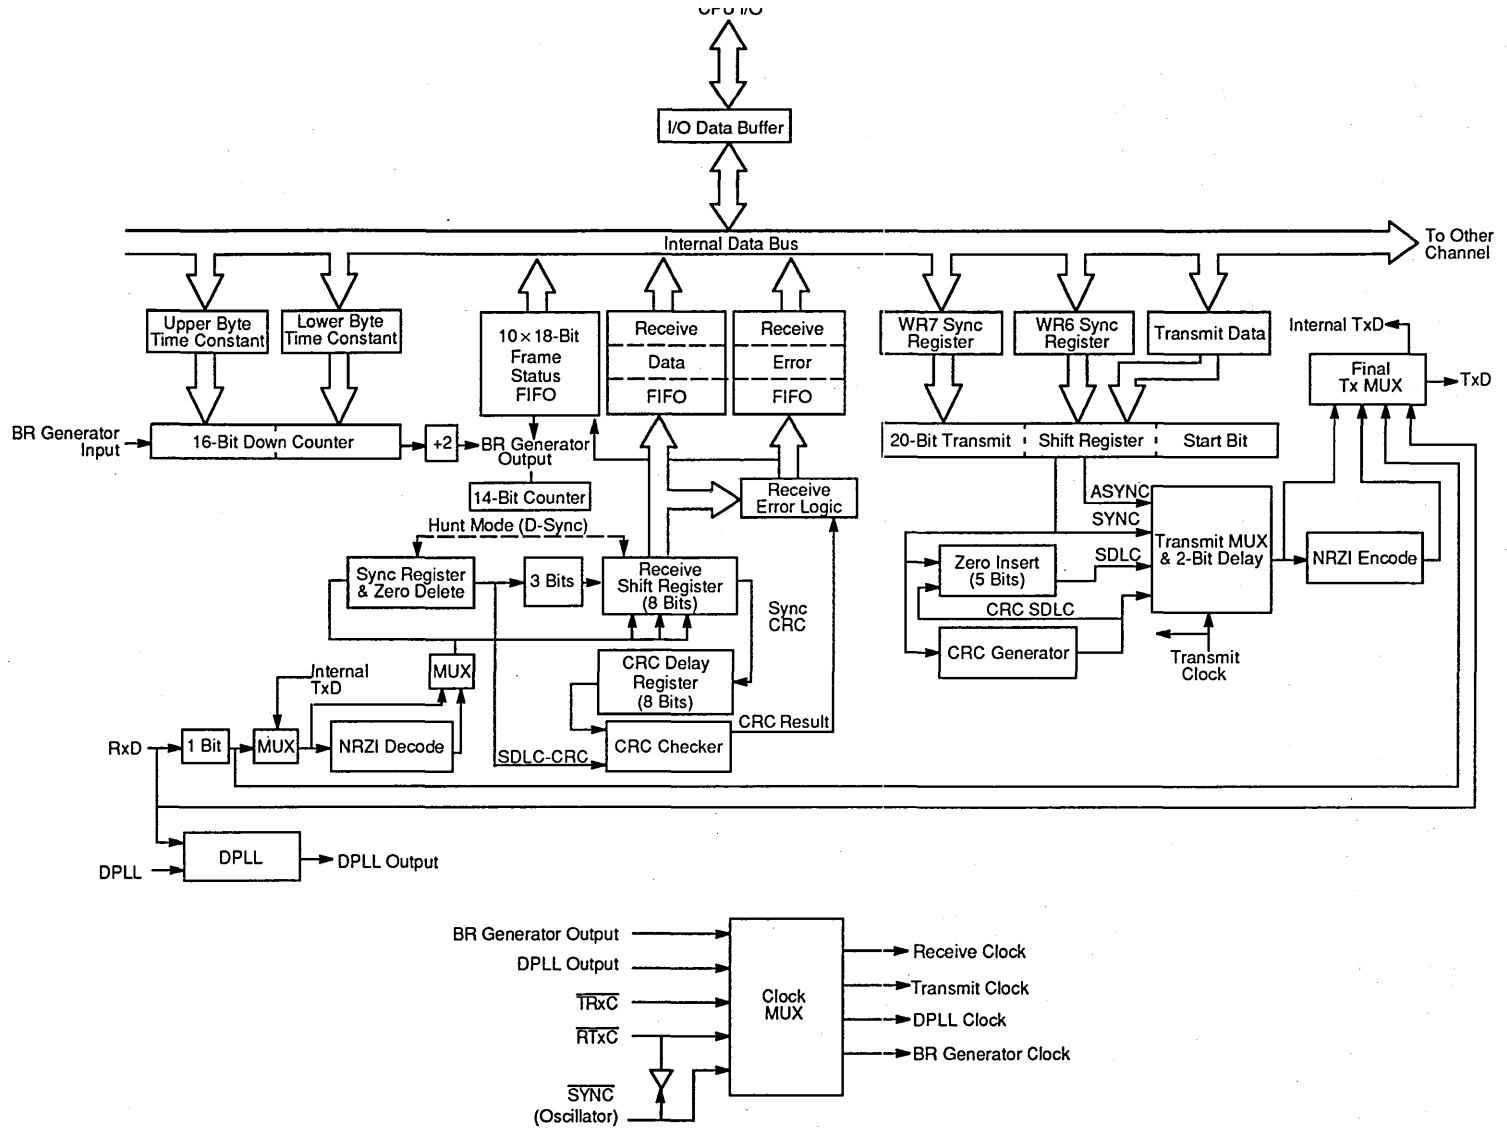 CPU I/O
I/O Data Buffer
Internal Data Bus
To Other
Channel
Upper Byte
Time Constant
Lower Byte
Time Constant
10×18-Bit
Frame
Status
FIFO
Receive
Data
FIFO
Receive
Error
FIFO
WR7 Sync
Register
WR6 Sync
Register
Transmit Data
Internal TxD
Final
Tx MUX
TxD
BR Generator
Input
16-Bit Down Counter
÷2
BR Generator
Output
14-Bit Counter
Receive
Error Logic
20-Bit Transmit
Shift Register
Start Bit
ASYNC
SYNC
SDLC
Hunt Mode (D-Sync)
Sync Register
& Zero Delete
3 Bits
Receive
Shift Register
(8 Bits)
Sync
CRC
Zero Insert
(5 Bits)
CRC SDLC
CRC Generator
Transmit MUX
& 2-Bit Delay
NRZI Encode
Transmit
Clock
Internal
TxD
MUX
CRC Delay
Register
(8 Bits)
CRC Result
RxD
1 Bit
MUX
NRZI Decode
SDLC-CRC
CRC Checker
DPLL
DPLL
DPLL Output
BR Generator Output
DPLL Output
TRxC
RTxC
SYNC
(Oscillator)
Clock
MUX
Receive Clock
Transmit Clock
DPLL Clock
BR Generator Clock